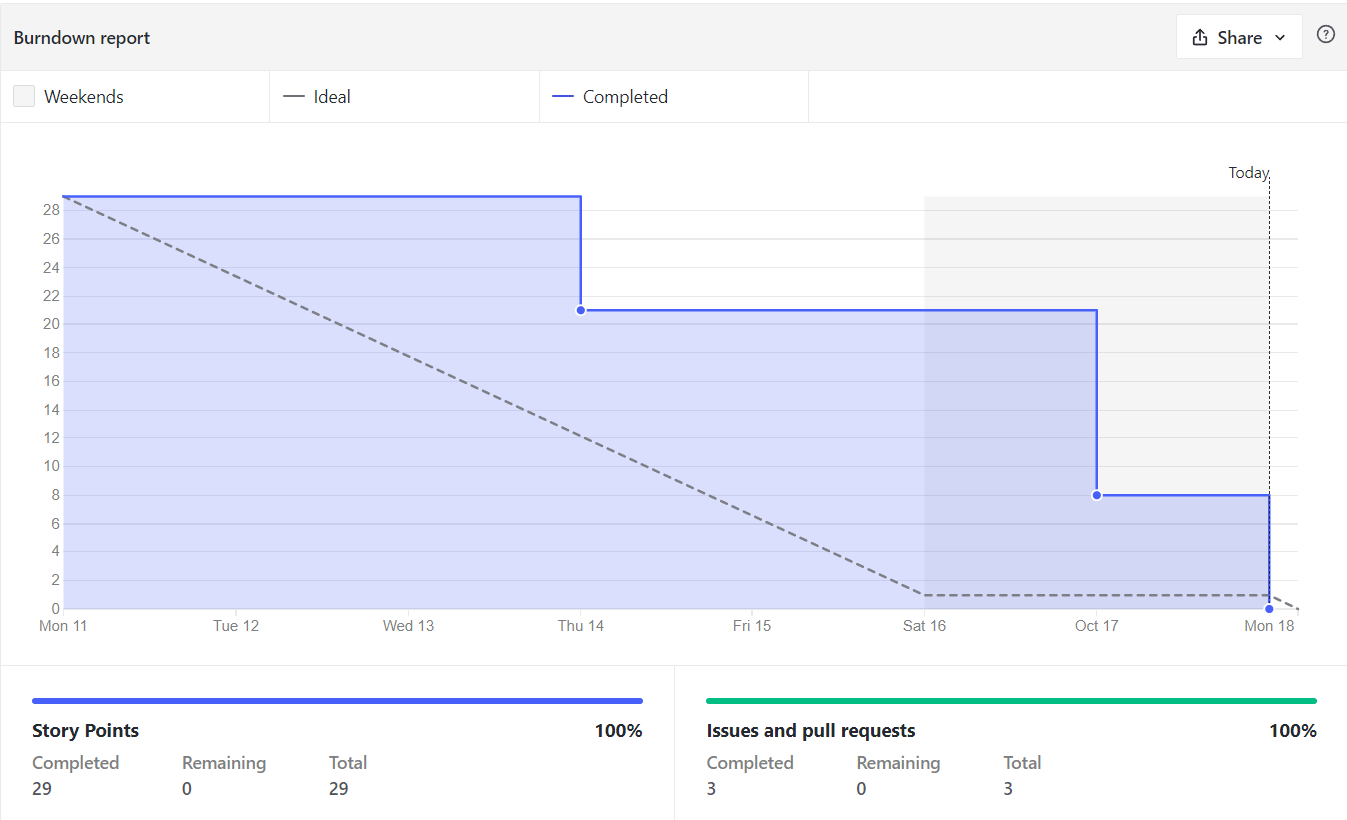 Burndown report
Share
Weekends
Ideal
Completed
Today
28
26
24
22
20
18
16
14
12
10
8
6
4
2
0
Mon 11 Tue 12 Wed 13 Thu 14 Fri 15 Sat 16 Oct 17 Mon 18
Story Points 100%
Completed Remaining Total
29 0 29
Issues and pull requests 100%
Completed Remaining Total
3 0 3